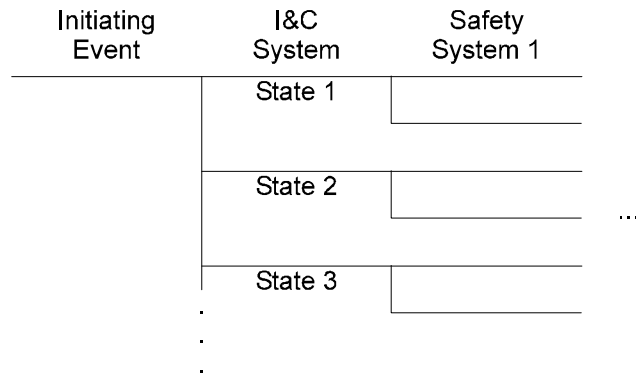 Initiating
Event
I&C
System
Safety
System 1
State 1
State 2
...
State 3